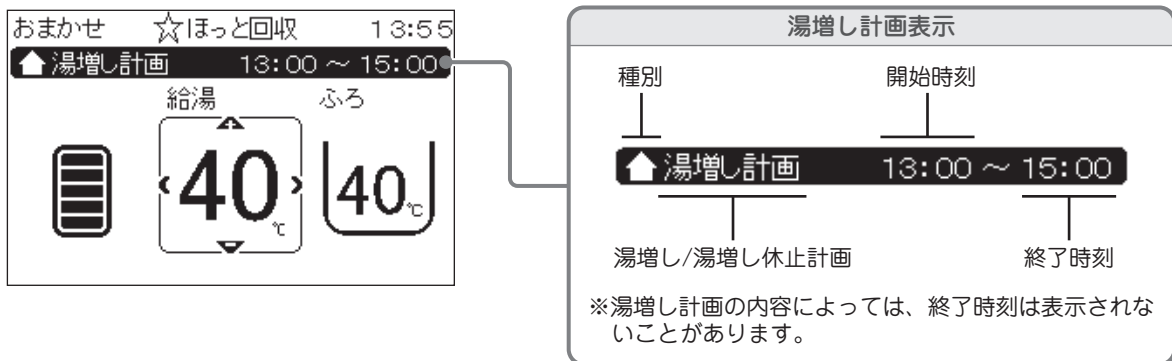 おまかせ ☆ほっと回収 13:55
湯増し計画 13:00 ～ 15:00
給湯 ふろ
40℃ 40℃
湯増し計画表示
種別 開始時刻
湯増し計画 13:00 ～ 15:00
湯増し/湯増し休止計画 終了時刻
※湯増し計画の内容によっては、終了時刻は表示されな
いことがあります。